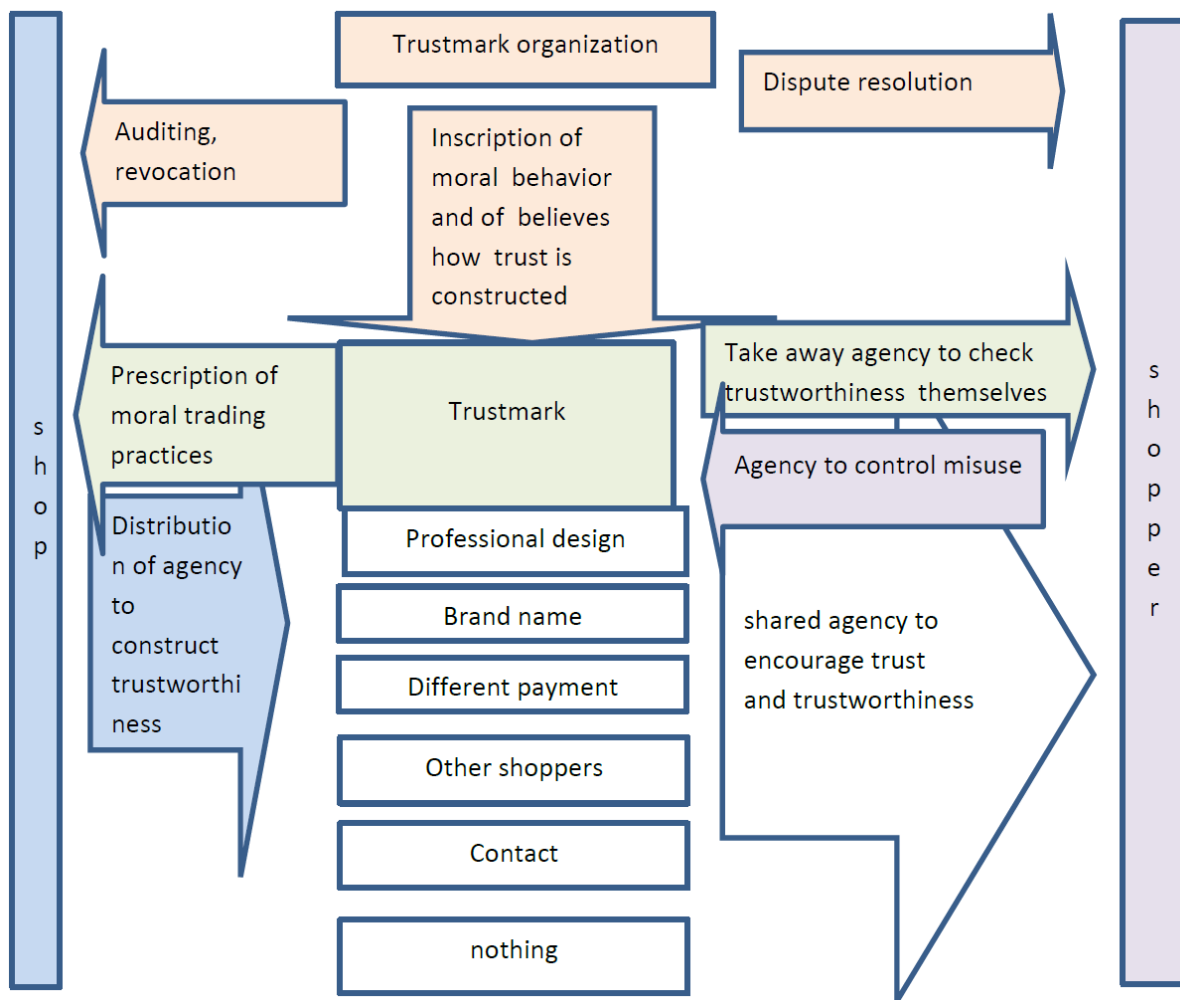 Trustmark organization
Dispute resolution
Auditing,
revocation
Inscription of
moral behavior
and of believes
how trust is
constructed
Prescription of
moral trading
practices
Trustmark
Take away agency to check
trustworthiness themselves
Agency to control misuse
Distributio
n of agency
to
construct
trustworthi
ness
Professional design
Brand name
Different payment
Other shoppers
Contact
nothing
shared agency to
encourage trust
and trustworthiness
s
h
o
p
s
h
o
p
p
e
r